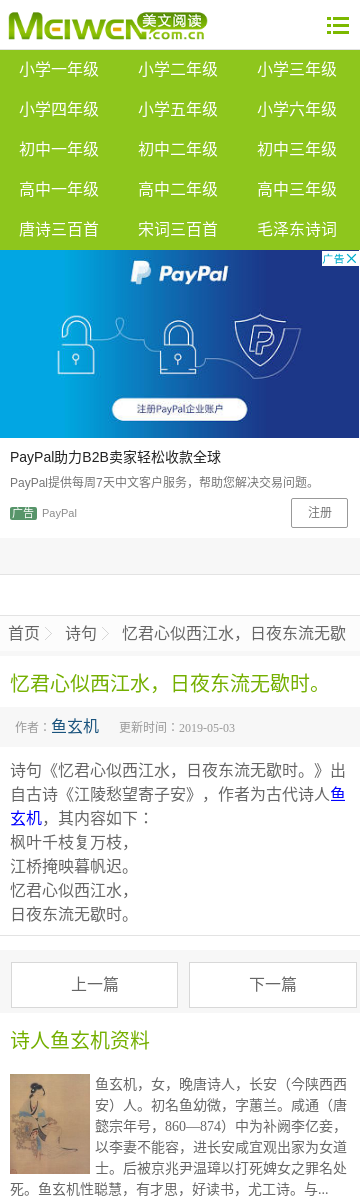 MEIWEN美文阅读
.com.cn
小学一年级 小学二年级 小学三年级
小学四年级 小学五年级 小学六年级
初中一年级 初中二年级 初中三年级
高中一年级 高中二年级 高中三年级
唐诗三百首 宋词三百首 毛泽东诗词
广告
PayPal
注册PayPal企业账户
PayPal助力B2B卖家轻松收款全球
PayPal提供每周7天中文客户服务，帮助您解决交易问题。
广告 PayPal
注册
首页 诗句 忆君心似西江水，日夜东流无歇
忆君心似西江水，日夜东流无歇时。
作者：鱼玄机 更新时间：2019-05-03
诗句《忆君心似西江水，日夜东流无歇时。》出
自古诗《江陵愁望寄子安》，作者为古代诗人鱼
玄机，其内容如下：
枫叶千枝复万枝，
江桥掩映暮帆迟。
忆君心似西江水，
日夜东流无歇时。
上一篇 下一篇
诗人鱼玄机资料
鱼玄机，女，晚唐诗人，长安（今陕西西
安）人。初名鱼幼微，字蕙兰。咸通（唐
懿宗年号，860—874）中为补阙李亿妾，
以李妻不能容，进长安咸宜观出家为女道
士。后被京兆尹温璋以打死婢女之罪名处
死。鱼玄机性聪慧，有才思，好读书，尤工诗。与...